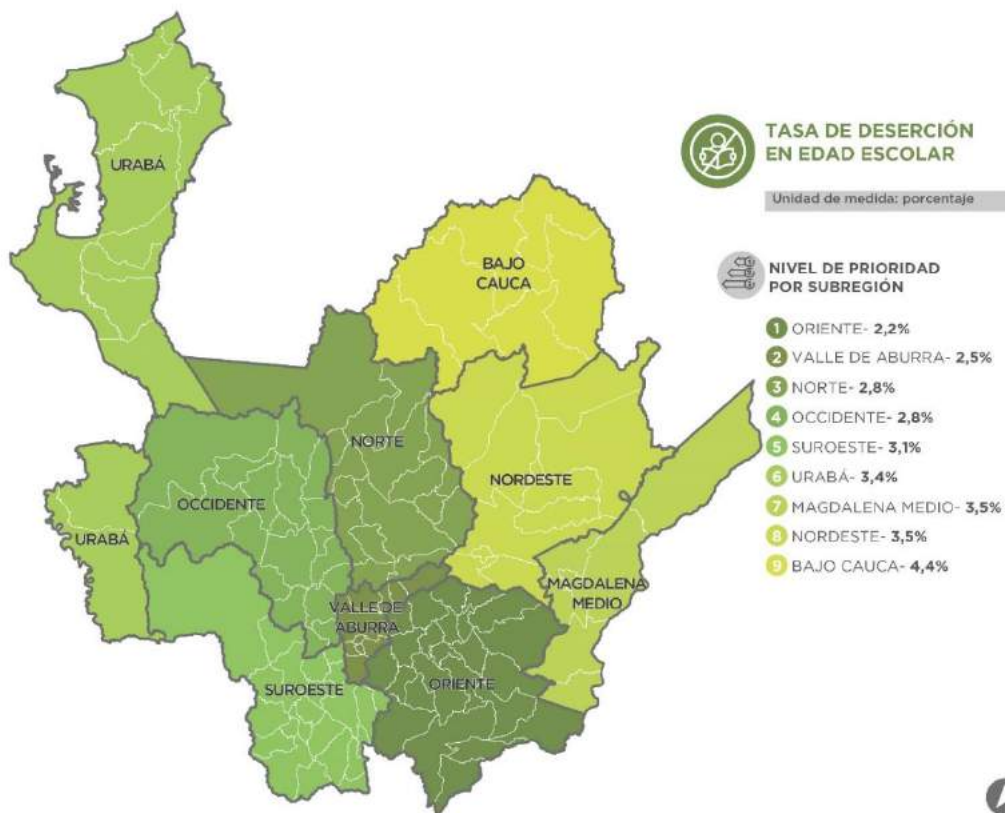 TASA DE DESERCIÓN
EN EDAD ESCOLAR
Unidad de medida: porcentaje
NIVEL DE PRIORIDAD
POR SUBREGIÓN
1 ORIENTE- 2,2%
2 VALLE DE ABURRA- 2,5%
3 NORTE- 2,8%
4 OCCIDENTE- 2,8%
5 SUROESTE- 3,1%
6 URABÁ- 3,4%
7 MAGDALENA MEDIO- 3,5%
8 NORDESTE- 3,5%
9 BAJO CAUCA- 4,4%
URABÁ
BAJO
CAUCA
NORTE
NORDESTE
OCCIDENTE
URABÁ
MAGDALENA
MEDIO
VALLE DE
ABURRA
SUROESTE
ORIENTE